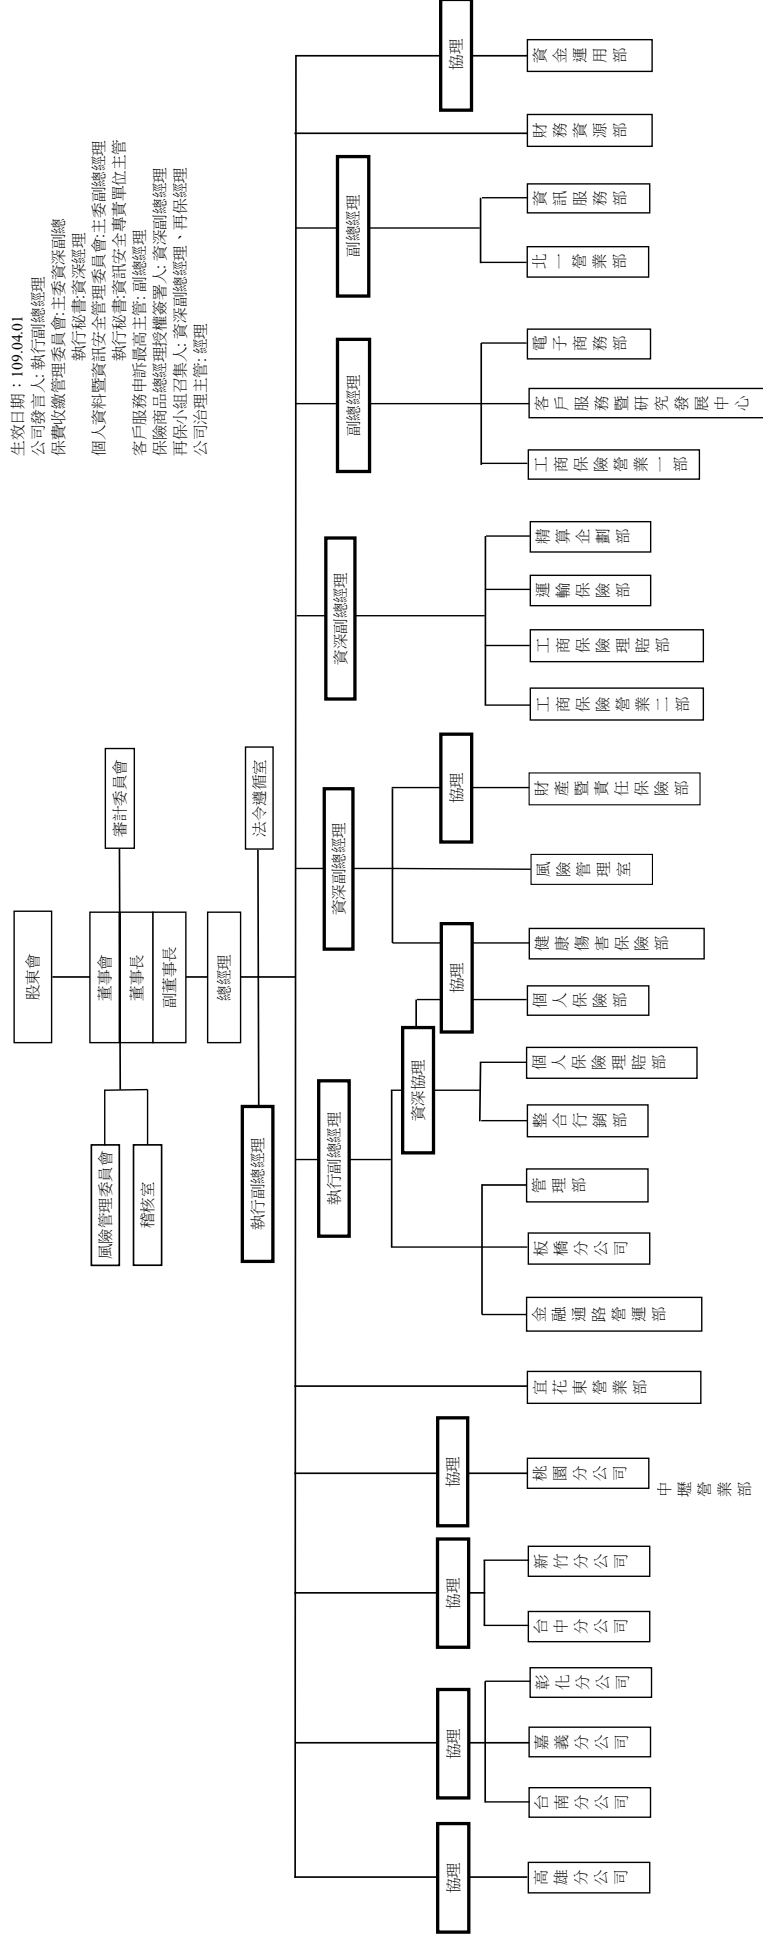 生效日期：109.04.01
公司發言人: 執行副總經理
保費收繳管理委員會:主委資深副總
執行秘書:資深經理
個人資料暨資訊安全管理委員會:主委副總經理
執行秘書:資訊安全專責單位主管
客戶服務申訴最高主管: 副總經理
保險商品總經理授權簽署人: 資深副總經理
再保小組召集人: 資深副總經理、再保經理
公司治理主管: 經理
股東會
董事會
董事長
副董事長
審計委員會
風險管理委員會
稽核室
總經理
法令遵循室
執行副總經理
執行副總經理
資深副總經理
資深副總經理
副總經理
副總經理
資深協理
協理
協理
協理
協理
協理
協理
協理
高雄分公司
台南分公司
嘉義分公司
彰化分公司
台中分公司
新竹分公司
桃園分公司
中壢營業部
宜花東營業部
金融通路營運部
板橋分公司
管理部
整合行銷部
個人保險理賠部
個人保險部
健康傷害保險部
風險管理室
財產暨責任保險部
工商保險營業二部
工商保險理賠部
運輸保險部
精算企劃部
工商保險營業一部
客戶服務暨研究發展中心
電子商務部
北一營業部
資訊服務部
財務資源部
資金運用部